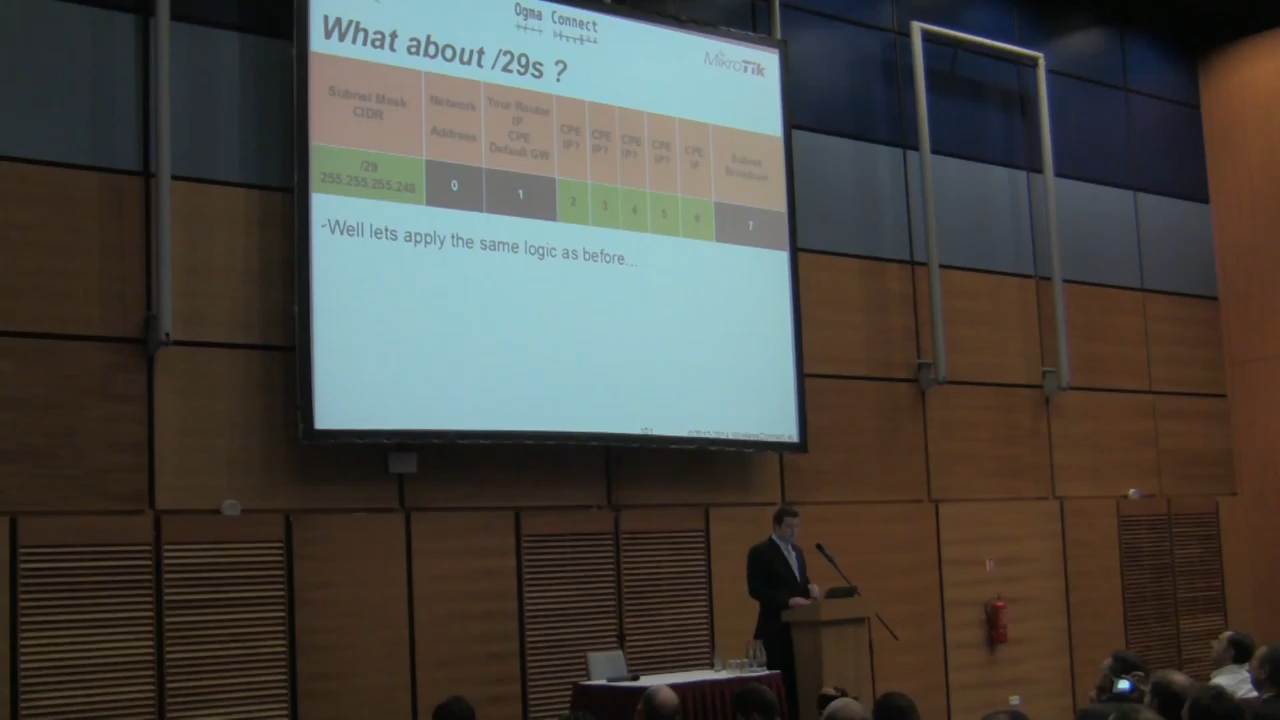 Ogma Connect
What about /29s ?
MikroTik
Subnet Mask
CIDR
Network
Address
Your Router
IP
CPE
Default GW
CPE
IP?
CPE
IP?
CPE
IP?
CPE
IP?
CPE
IP
Subnet
Broadcast
/29
255.255.255.248
0
1
2
3
4
5
6
7
-Well lets apply the same logic as before...